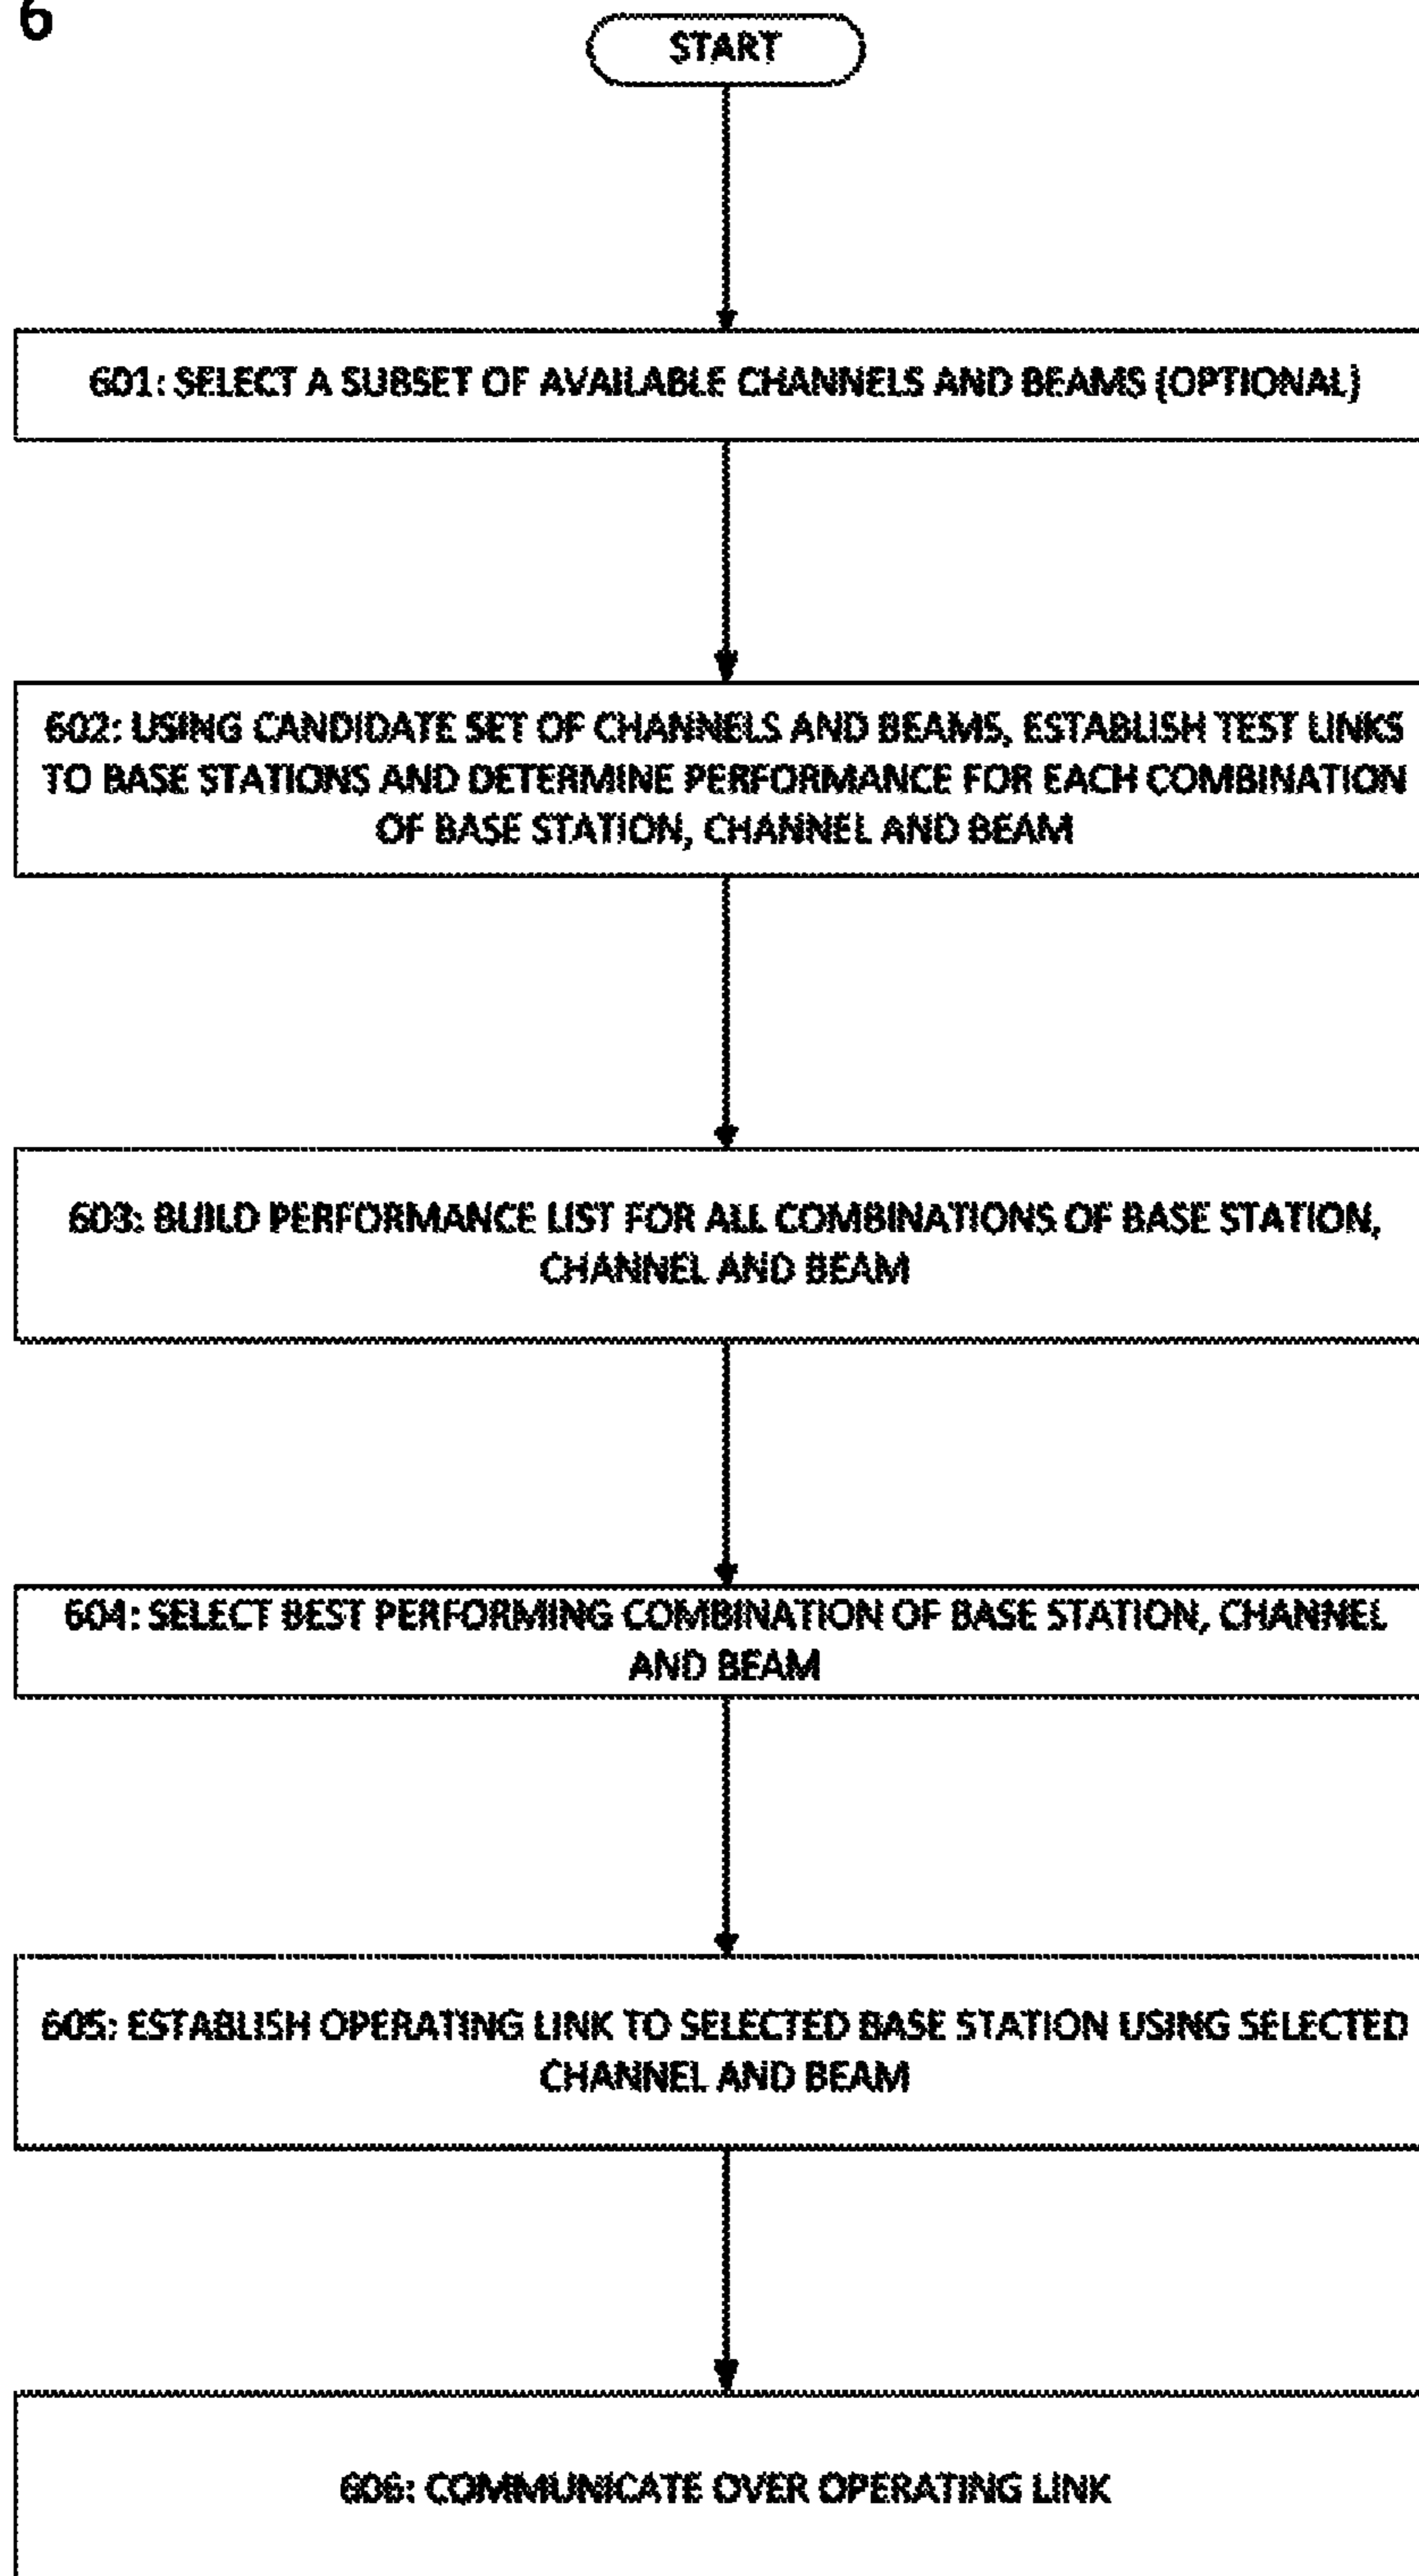 6
START
601: SELECT A SUBSET OF AVAILABLE CHANNELS AND BEAMS (OPTIONAL)
602: USING CANDIDATE SET OF CHANNELS AND BEAMS, ESTABLISH TEST LINKS
TO BASE STATIONS AND DETERMINE PERFORMANCE FOR EACH COMBINATION
OF BASE STATION, CHANNEL AND BEAM
603: BUILD PERFORMANCE LIST FOR ALL COMBINATIONS OF BASE STATION,
CHANNEL AND BEAM
604: SELECT BEST PERFORMING COMBINATION OF BASE STATION, CHANNEL
AND BEAM
605: ESTABLISH OPERATING LINK TO SELECTED BASE STATION USING SELECTED
CHANNEL AND BEAM
606: COMMUNICATE OVER OPERATING LINK